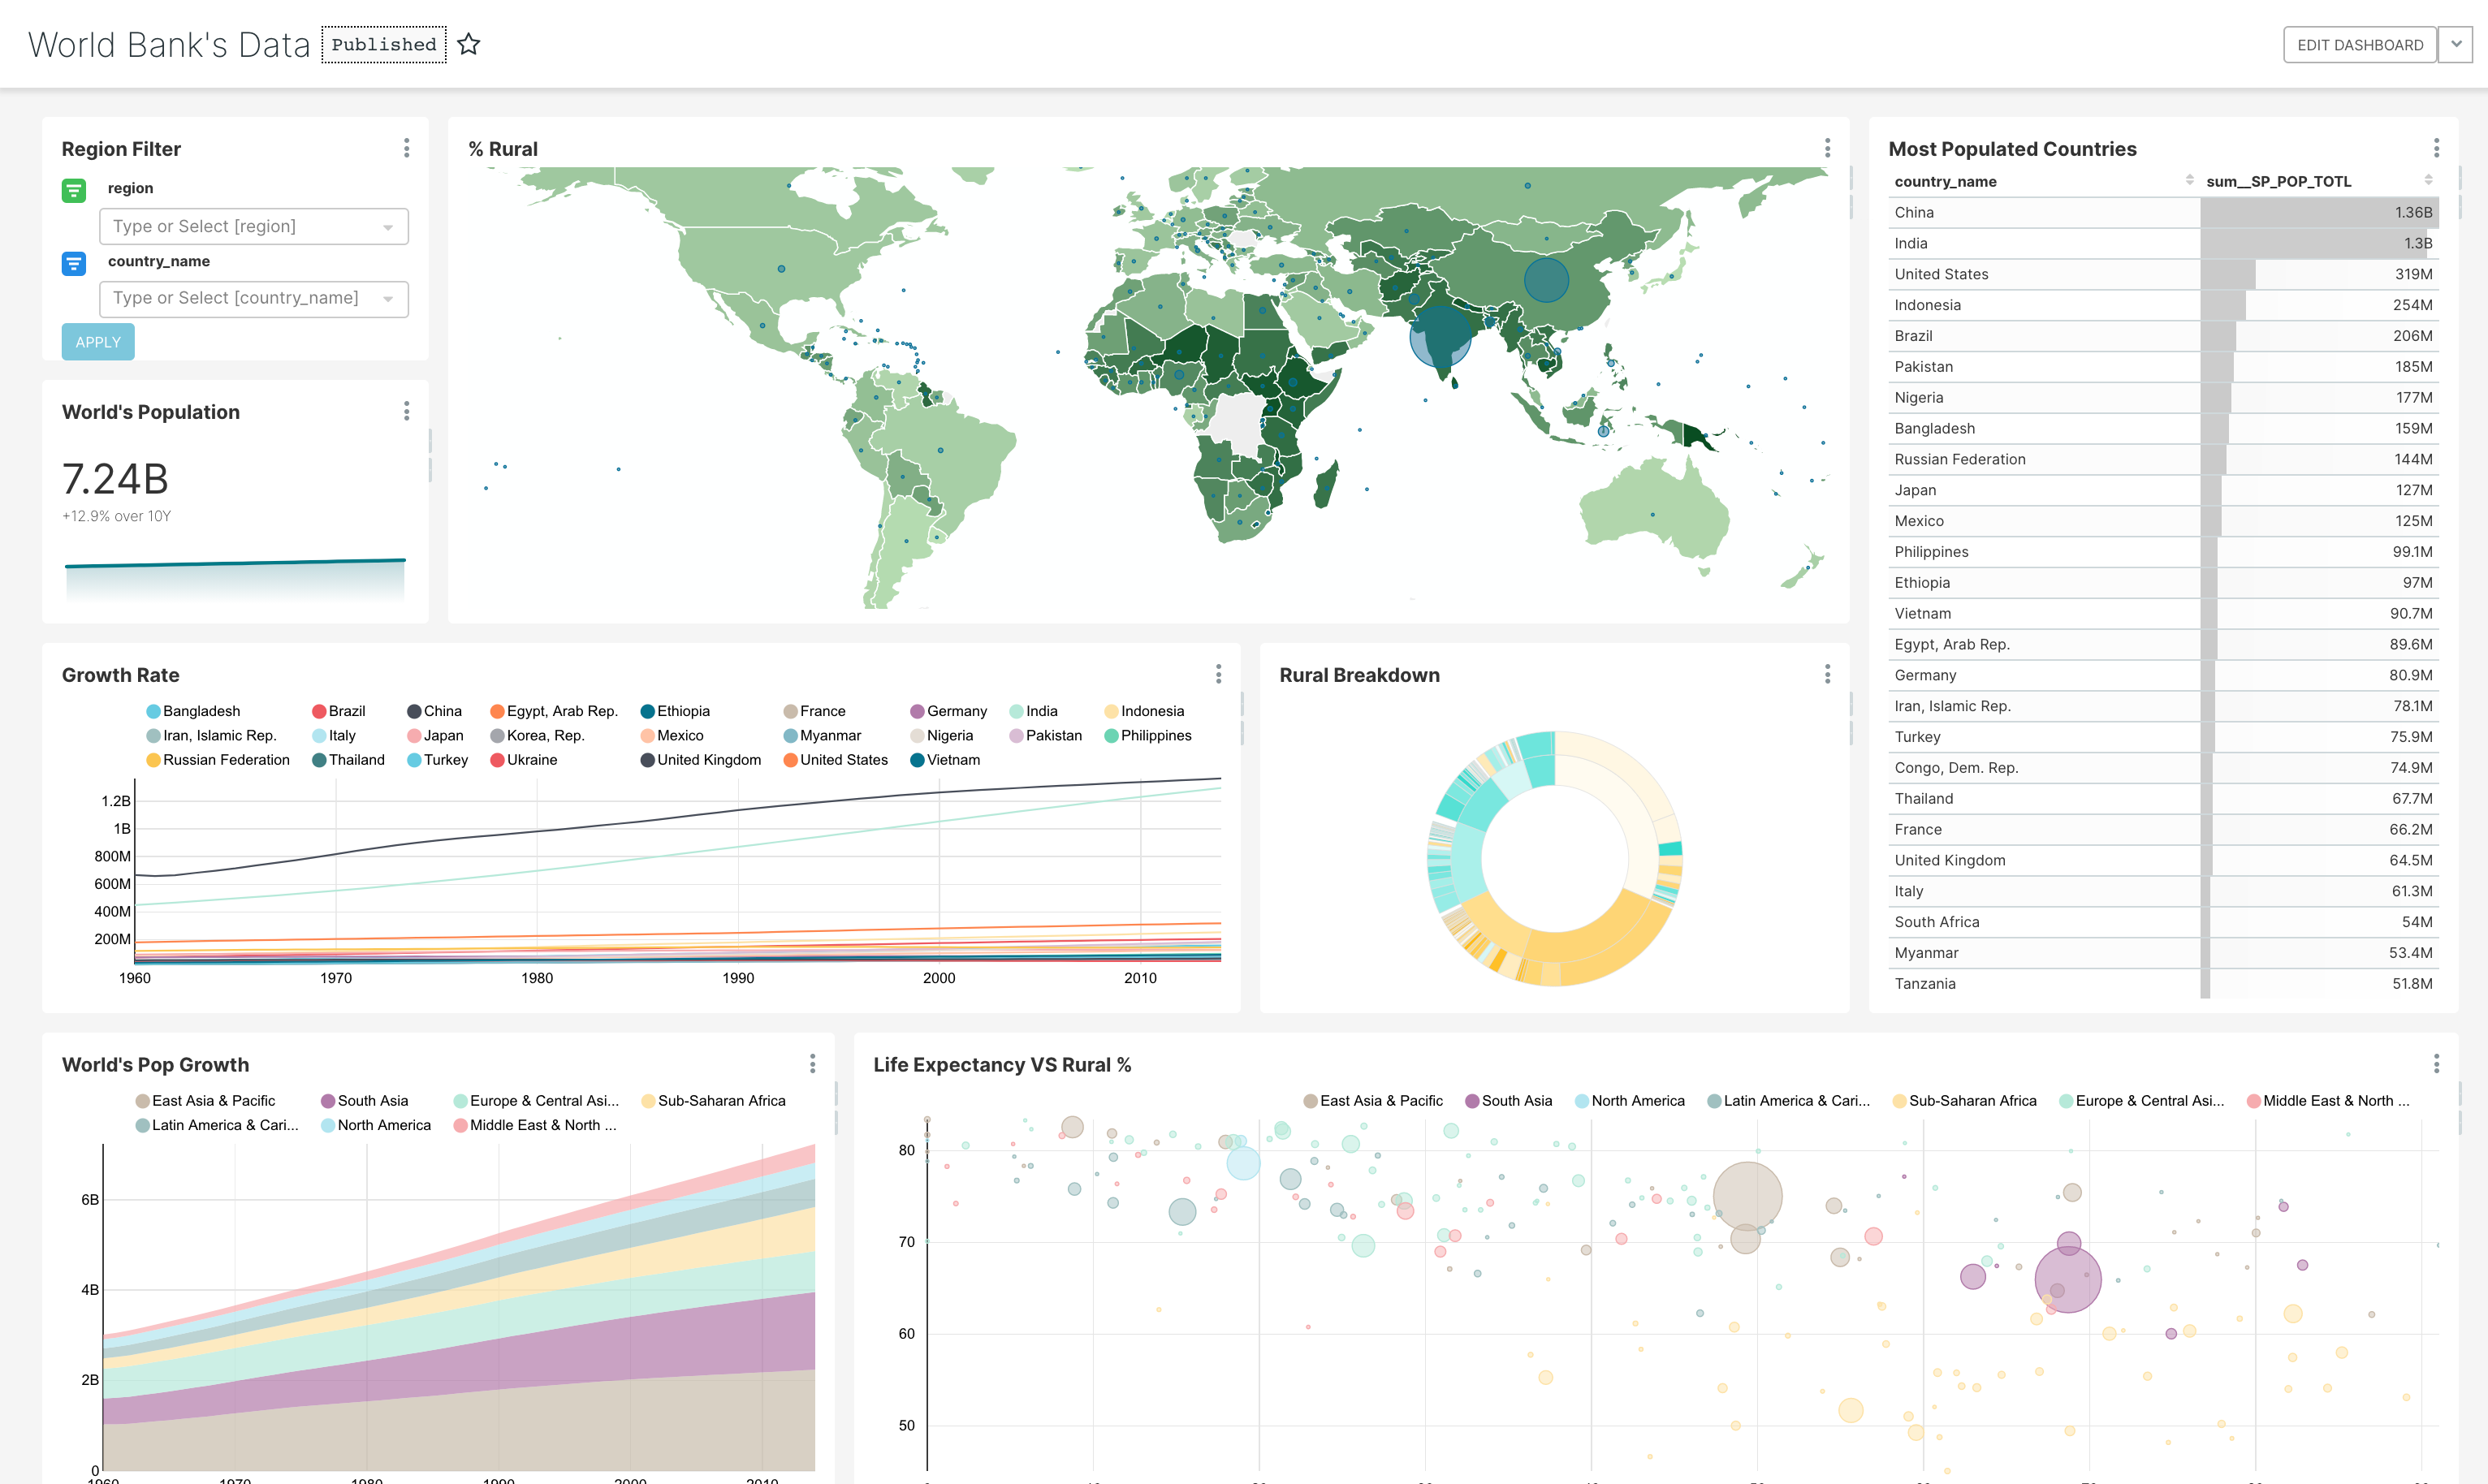 World Bank's Data Published
EDIT DASHBOARD
Region Filter
region
Type or Select [region]
country_name
Type or Select [country_name]
APPLY
World's Population
7.24B
+12.9% over 10Y
% Rural
Most Populated Countries
country_name sum__SP_POP_TOTL
China 1.36B
India 1.3B
United States 319M
Indonesia 254M
Brazil 206M
Pakistan 185M
Nigeria 177M
Bangladesh 159M
Russian Federation 144M
Japan 127M
Mexico 125M
Philippines 99.1M
Ethiopia 97M
Vietnam 90.7M
Egypt, Arab Rep. 89.6M
Germany 80.9M
Iran, Islamic Rep. 78.1M
Turkey 75.9M
Congo, Dem. Rep. 74.9M
Thailand 67.7M
France 66.2M
United Kingdom 64.5M
Italy 61.3M
South Africa 54M
Myanmar 53.4M
Tanzania 51.8M
Growth Rate
Bangladesh Brazil China Egypt, Arab Rep. Ethiopia France Germany India Indonesia
Iran, Islamic Rep. Italy Japan Korea, Rep. Mexico Myanmar Nigeria Pakistan Philippines
Russian Federation Thailand Turkey Ukraine United Kingdom United States Vietnam
1.2B
1B
800M
600M
400M
200M
1960 1970 1980 1990 2000 2010
Rural Breakdown
World's Pop Growth
East Asia & Pacific South Asia Europe & Central Asi... Sub-Saharan Africa
Latin America & Cari... North America Middle East & North ...
6B
4B
2B
0
1960 1970 1980 1990 2000 2010
Life Expectancy VS Rural %
East Asia & Pacific South Asia North America Latin America & Cari... Sub-Saharan Africa Europe & Central Asi... Middle East & North ...
80
70
60
50